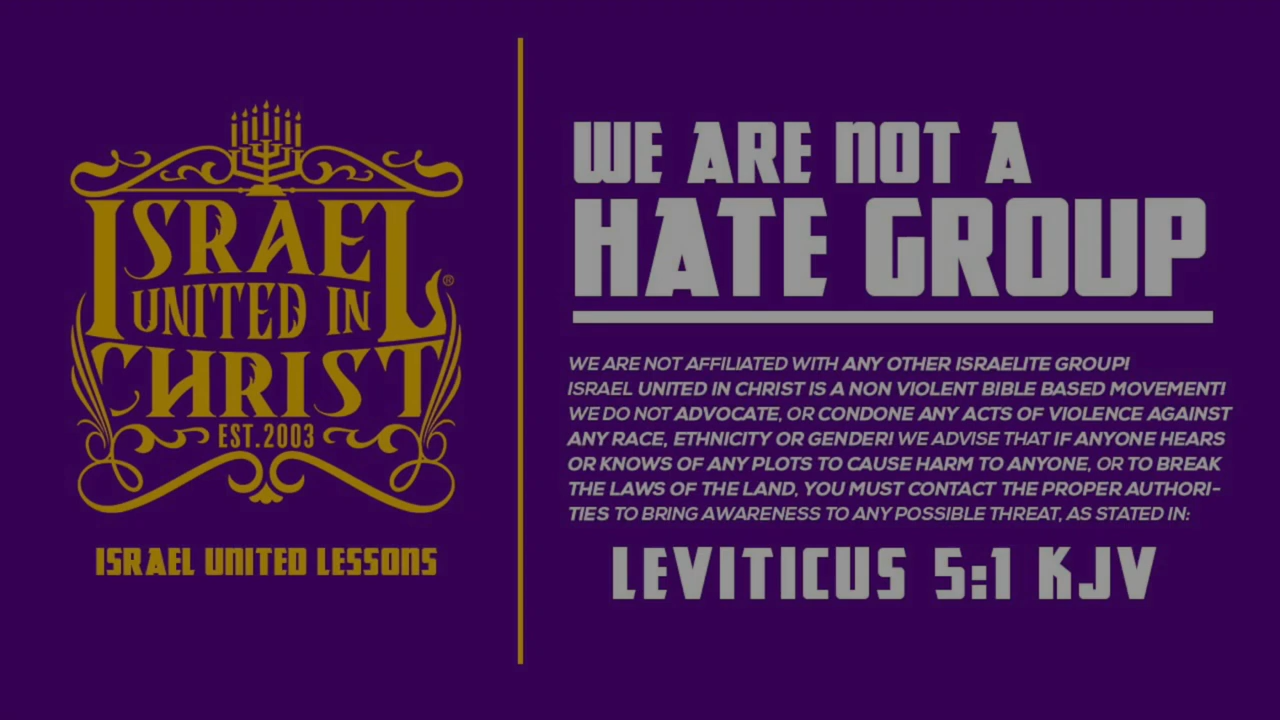 ISRAEL
UNITED IN
CHRIST
®
EST.2003
ISRAEL UNITED LESSONS
WE ARE NOT A
HATE GROUP
WE ARE NOT AFFILIATED WITH ANY OTHER ISRAELITE GROUP!
ISRAEL UNITED IN CHRIST IS A NON VIOLENT BIBLE BASED MOVEMENT!
WE DO NOT ADVOCATE, OR CONDONE ANY ACTS OF VIOLENCE AGAINST
ANY RACE, ETHNICITY OR GENDER! WE ADVISE THAT IF ANYONE HEARS
OR KNOWS OF ANY PLOTS TO CAUSE HARM TO ANYONE, OR TO BREAK
THE LAWS OF THE LAND, YOU MUST CONTACT THE PROPER AUTHORI-
TIES TO BRING AWARENESS TO ANY POSSIBLE THREAT, AS STATED IN:
LEVITICUS 5:1 KJV